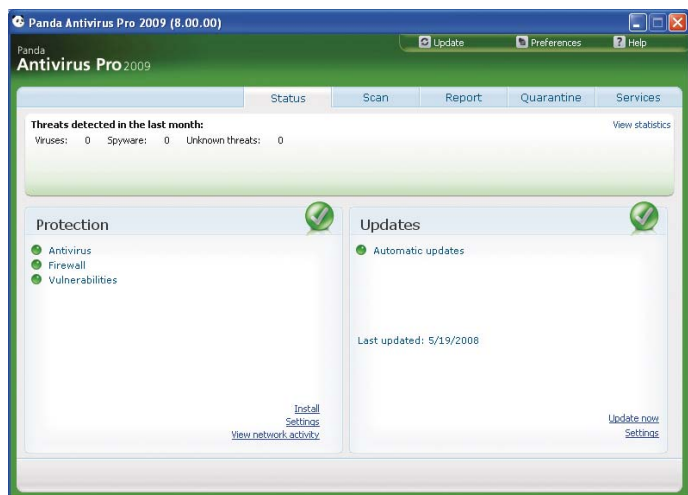 Panda Antivirus Pro 2009 (8.00.00)
Update Preferences ? Help
Panda
Antivirus Pro 2009
Status Scan Report Quarantine Services
Threats detected in the last month: View statistics
Viruses: 0 Spyware: 0 Unknown threats: 0
Protection
Antivirus
Firewall
Vulnerabilities
Install
Settings
View network activity
Updates
Automatic updates
Last updated: 5/19/2008
Update now
Settings